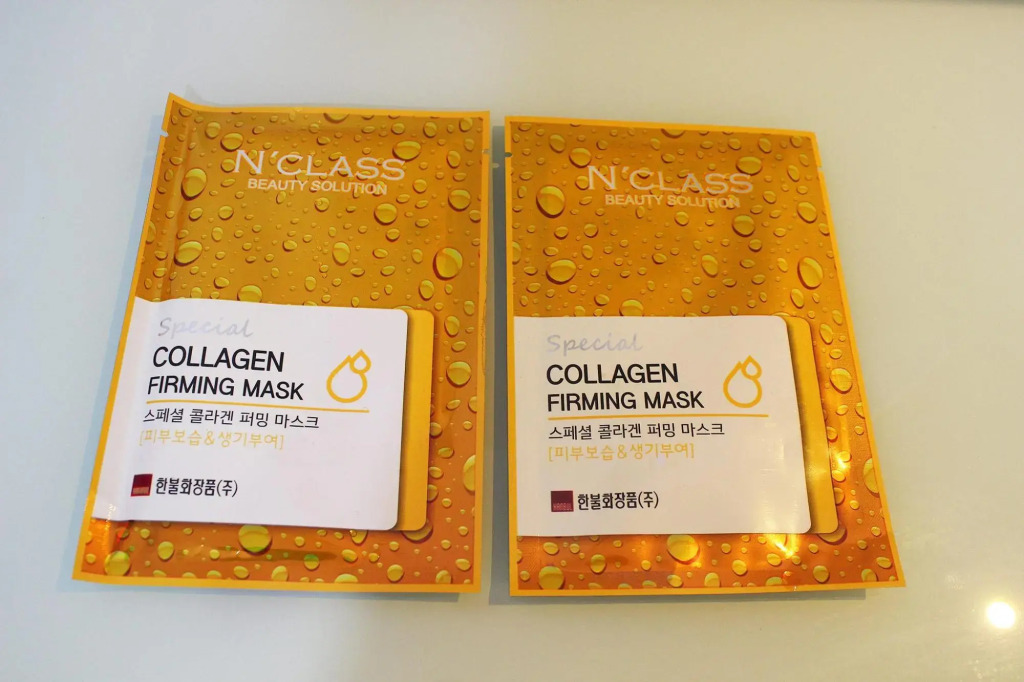 N'CLASS
BEAUTY SOLUTION
Special
COLLAGEN
FIRMING MASK
스페셜 콜라겐 퍼밍 마스크
[피부보습&생기부여]
한불화장품(주)
N'CLASS
BEAUTY SOLUTION
Special
COLLAGEN
FIRMING MASK
스페셜 콜라겐 퍼밍 마스크
[피부보습&생기부여]
한불화장품(주)